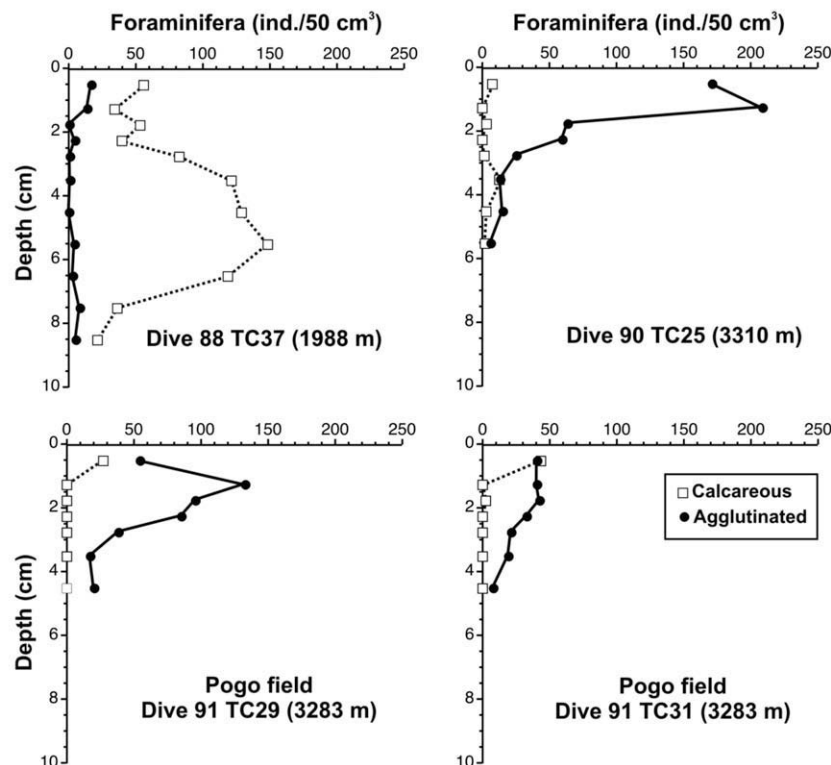 Foraminifera (ind./50 cm³)
0 50 100 150 200 250
0
2
4
6
8
10
Depth (cm)
Dive 88 TC37 (1988 m)
Foraminifera (ind./50 cm³)
0 50 100 150 200 250
0
2
4
6
8
10
Dive 90 TC25 (3310 m)
0 50 100 150 200 250
0
2
4
6
8
10
Depth (cm)
Pogo field
Dive 91 TC29 (3283 m)
0 50 100 150 200 250
0
2
4
6
8
10
Calcareous
Agglutinated
Pogo field
Dive 91 TC31 (3283 m)